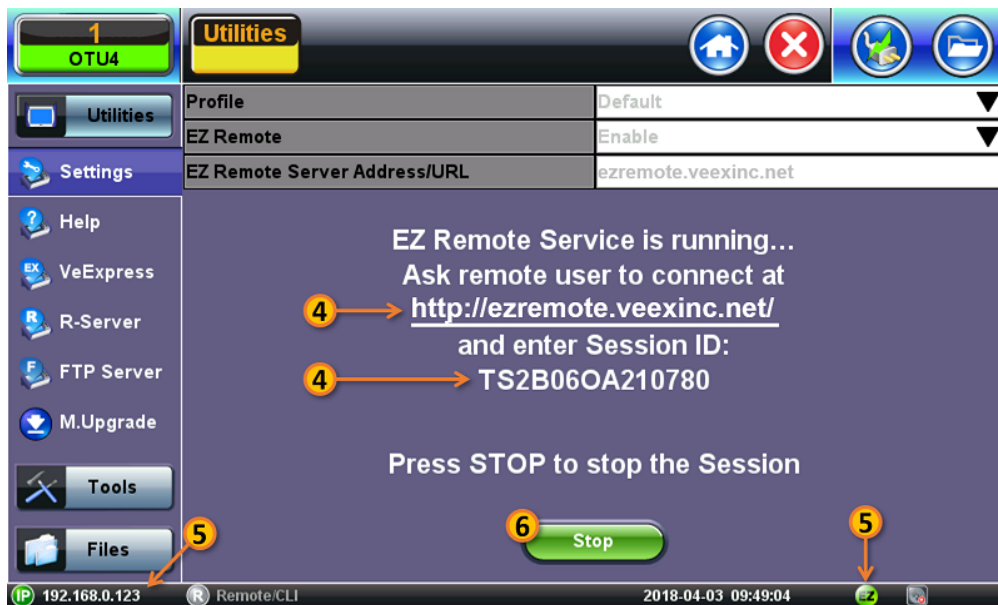 1
OTU4
Utilities
Utilities
Profile
Default
EZ Remote
Enable
EZ Remote Server Address/URL
ezremote.veexinc.net
Settings
Help
EX
VeExpress
R
R-Server
F
FTP Server
M.Upgrade
Tools
Files
EZ Remote Service is running...
Ask remote user to connect at
4
http://ezremote.veexinc.net/
and enter Session ID:
4
TS2B06OA210780
Press STOP to stop the Session
6
Stop
5
5
IP 192.168.0.123
R Remote/CLI
2018-04-03 09:49:04
EZ